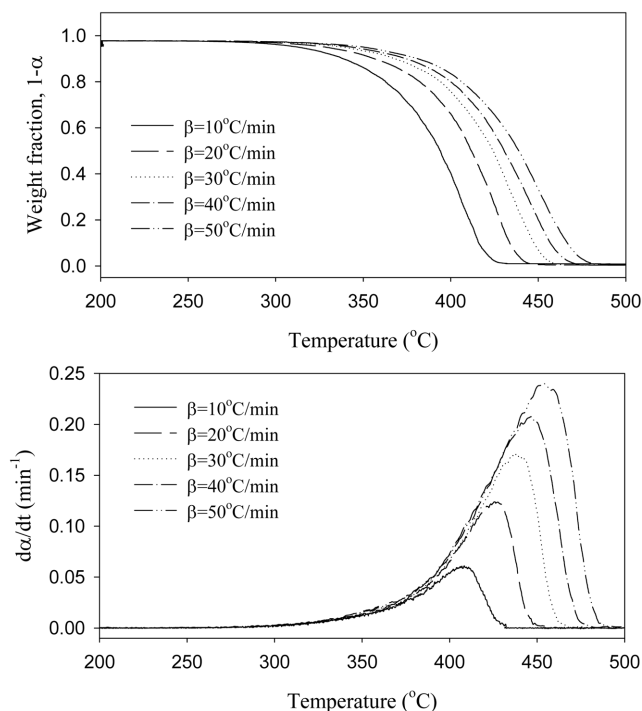 Weight fraction, 1-α
1.0
0.8
0.6
0.4
0.2
0.0
β=10°C/min
β=20°C/min
β=30°C/min
β=40°C/min
β=50°C/min
200 250 300 350 400 450 500
Temperature (°C)
dα/dt (min⁻¹)
0.25
0.20
0.15
0.10
0.05
0.00
β=10°C/min
β=20°C/min
β=30°C/min
β=40°C/min
β=50°C/min
200 250 300 350 400 450 500
Temperature (°C)